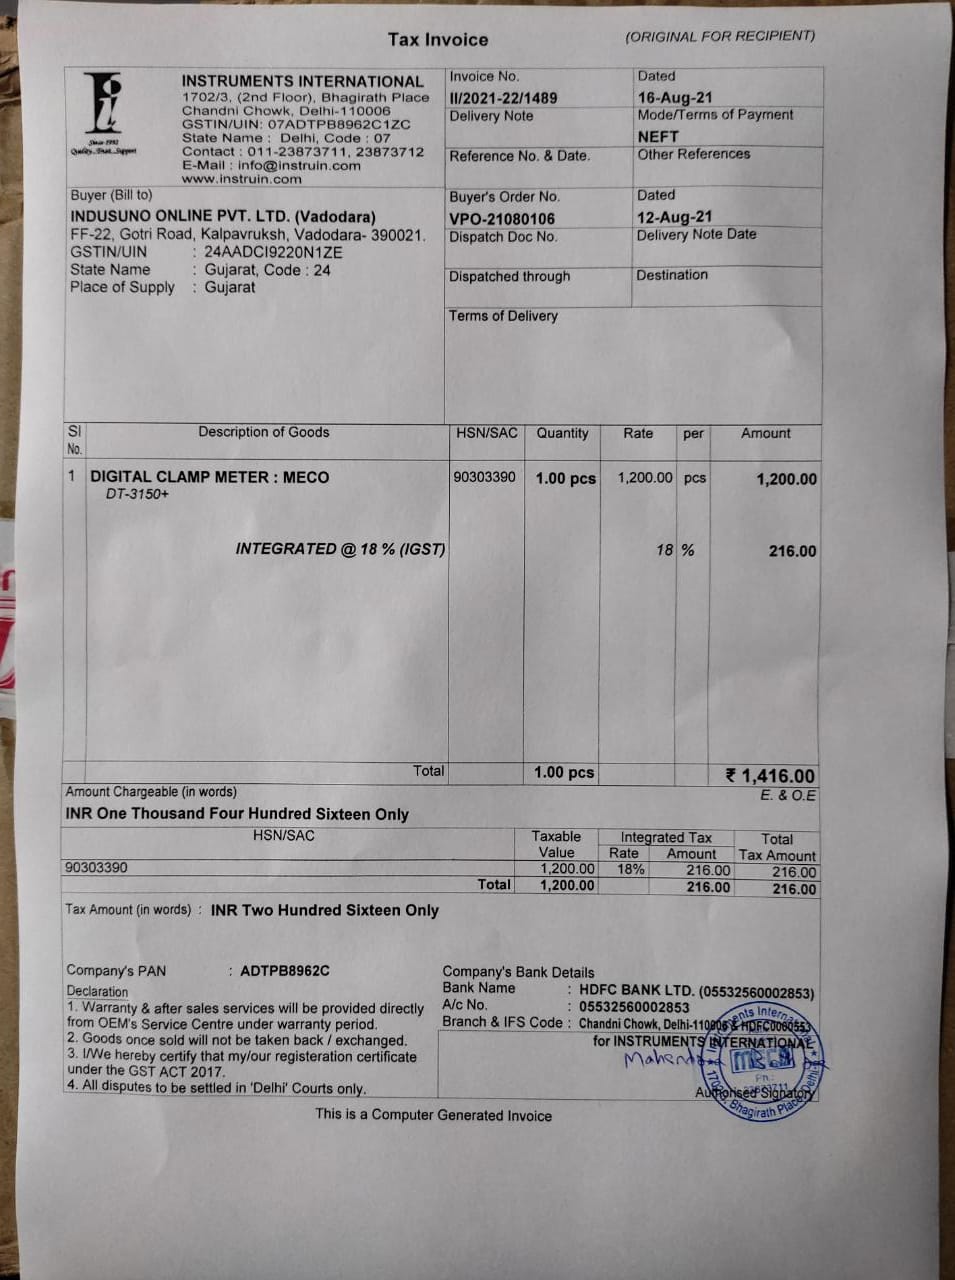 Tax Invoice
(ORIGINAL FOR RECIPIENT)
Since 1992
Quality. Trust. Support
INSTRUMENTS INTERNATIONAL
1702/3, (2nd Floor), Bhagirath Place
Chandni Chowk, Delhi-110006
GSTIN/UIN: 07ADTPB8962C1ZC
State Name : Delhi, Code : 07
Contact : 011-23873711, 23873712
E-Mail : info@instruin.com
www.instruin.com
Invoice No.
II/2021-22/1489
Dated
16-Aug-21
Delivery Note
Mode/Terms of Payment
NEFT
Reference No. & Date.
Other References
Buyer (Bill to)
INDUSUNO ONLINE PVT. LTD. (Vadodara)
FF-22, Gotri Road, Kalpavruksh, Vadodara- 390021.
GSTIN/UIN : 24AADCI9220N1ZE
State Name : Gujarat, Code : 24
Place of Supply : Gujarat
Buyer's Order No.
VPO-21080106
Dated
12-Aug-21
Dispatch Doc No.
Delivery Note Date
Dispatched through
Destination
Terms of Delivery
Sl No. Description of Goods HSN/SAC Quantity Rate per Amount
1 DIGITAL CLAMP METER : MECO 90303390 1.00 pcs 1,200.00 pcs 1,200.00
DT-3150+
INTEGRATED @ 18 % (IGST) 18 % 216.00
Total 1.00 pcs ₹ 1,416.00
Amount Chargeable (in words) E. & O.E
INR One Thousand Four Hundred Sixteen Only
HSN/SAC Taxable Value Integrated Tax Total Tax Amount
Rate Amount
90303390 1,200.00 18% 216.00 216.00
Total 1,200.00 216.00 216.00
Tax Amount (in words) : INR Two Hundred Sixteen Only
Company's PAN : ADTPB8962C
Declaration
1. Warranty & after sales services will be provided directly
from OEM's Service Centre under warranty period.
2. Goods once sold will not be taken back / exchanged.
3. I/We hereby certify that my/our registeration certificate
under the GST ACT 2017.
4. All disputes to be settled in 'Delhi' Courts only.
Company's Bank Details
Bank Name : HDFC BANK LTD. (05532560002853)
A/c No. : 05532560002853
Branch & IFS Code : Chandni Chowk, Delhi-110006 & HDFC0000553
for INSTRUMENTS INTERNATIONAL
Authorised Signatory
This is a Computer Generated Invoice